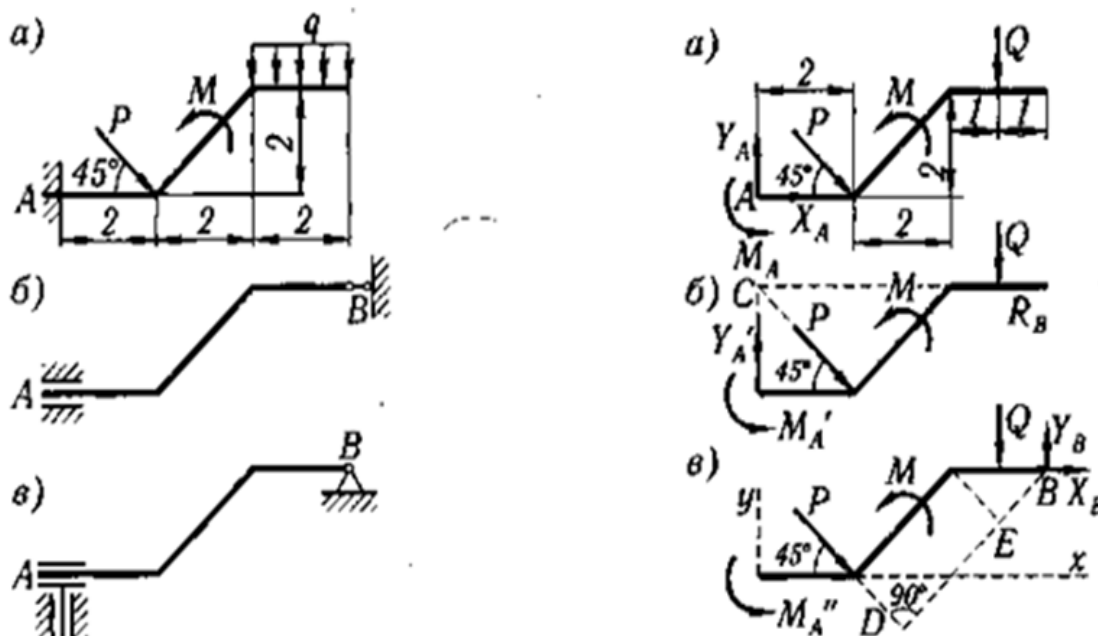 а)
q
M
P
45°
2
A
2
2
2
б)
B
A
в)
B
A
а)
Q
2
M
P
Y_A
1
1
45°
2
A
X_A
2
M_A
Q
б)
C
M
P
R_B
Y_A'
45°
M_A'
Q
Y_B
в)
M
P
B
X_B
y
E
45°
x
90°
M_A''
D